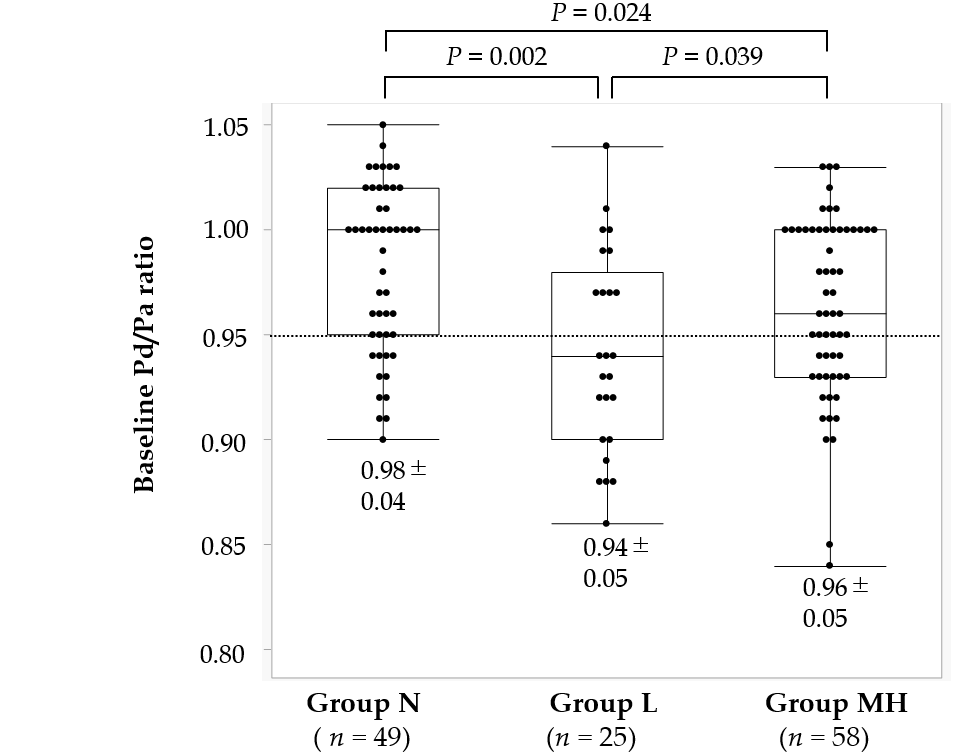 P = 0.024
P = 0.002
P = 0.039
Baseline Pd/Pa ratio
1.05
1.00
0.95
0.90
0.85
0.80
0.98 ±
0.04
0.94 ±
0.05
0.96 ±
0.05
Group N
( n = 49)
Group L
(n = 25)
Group MH
(n = 58)